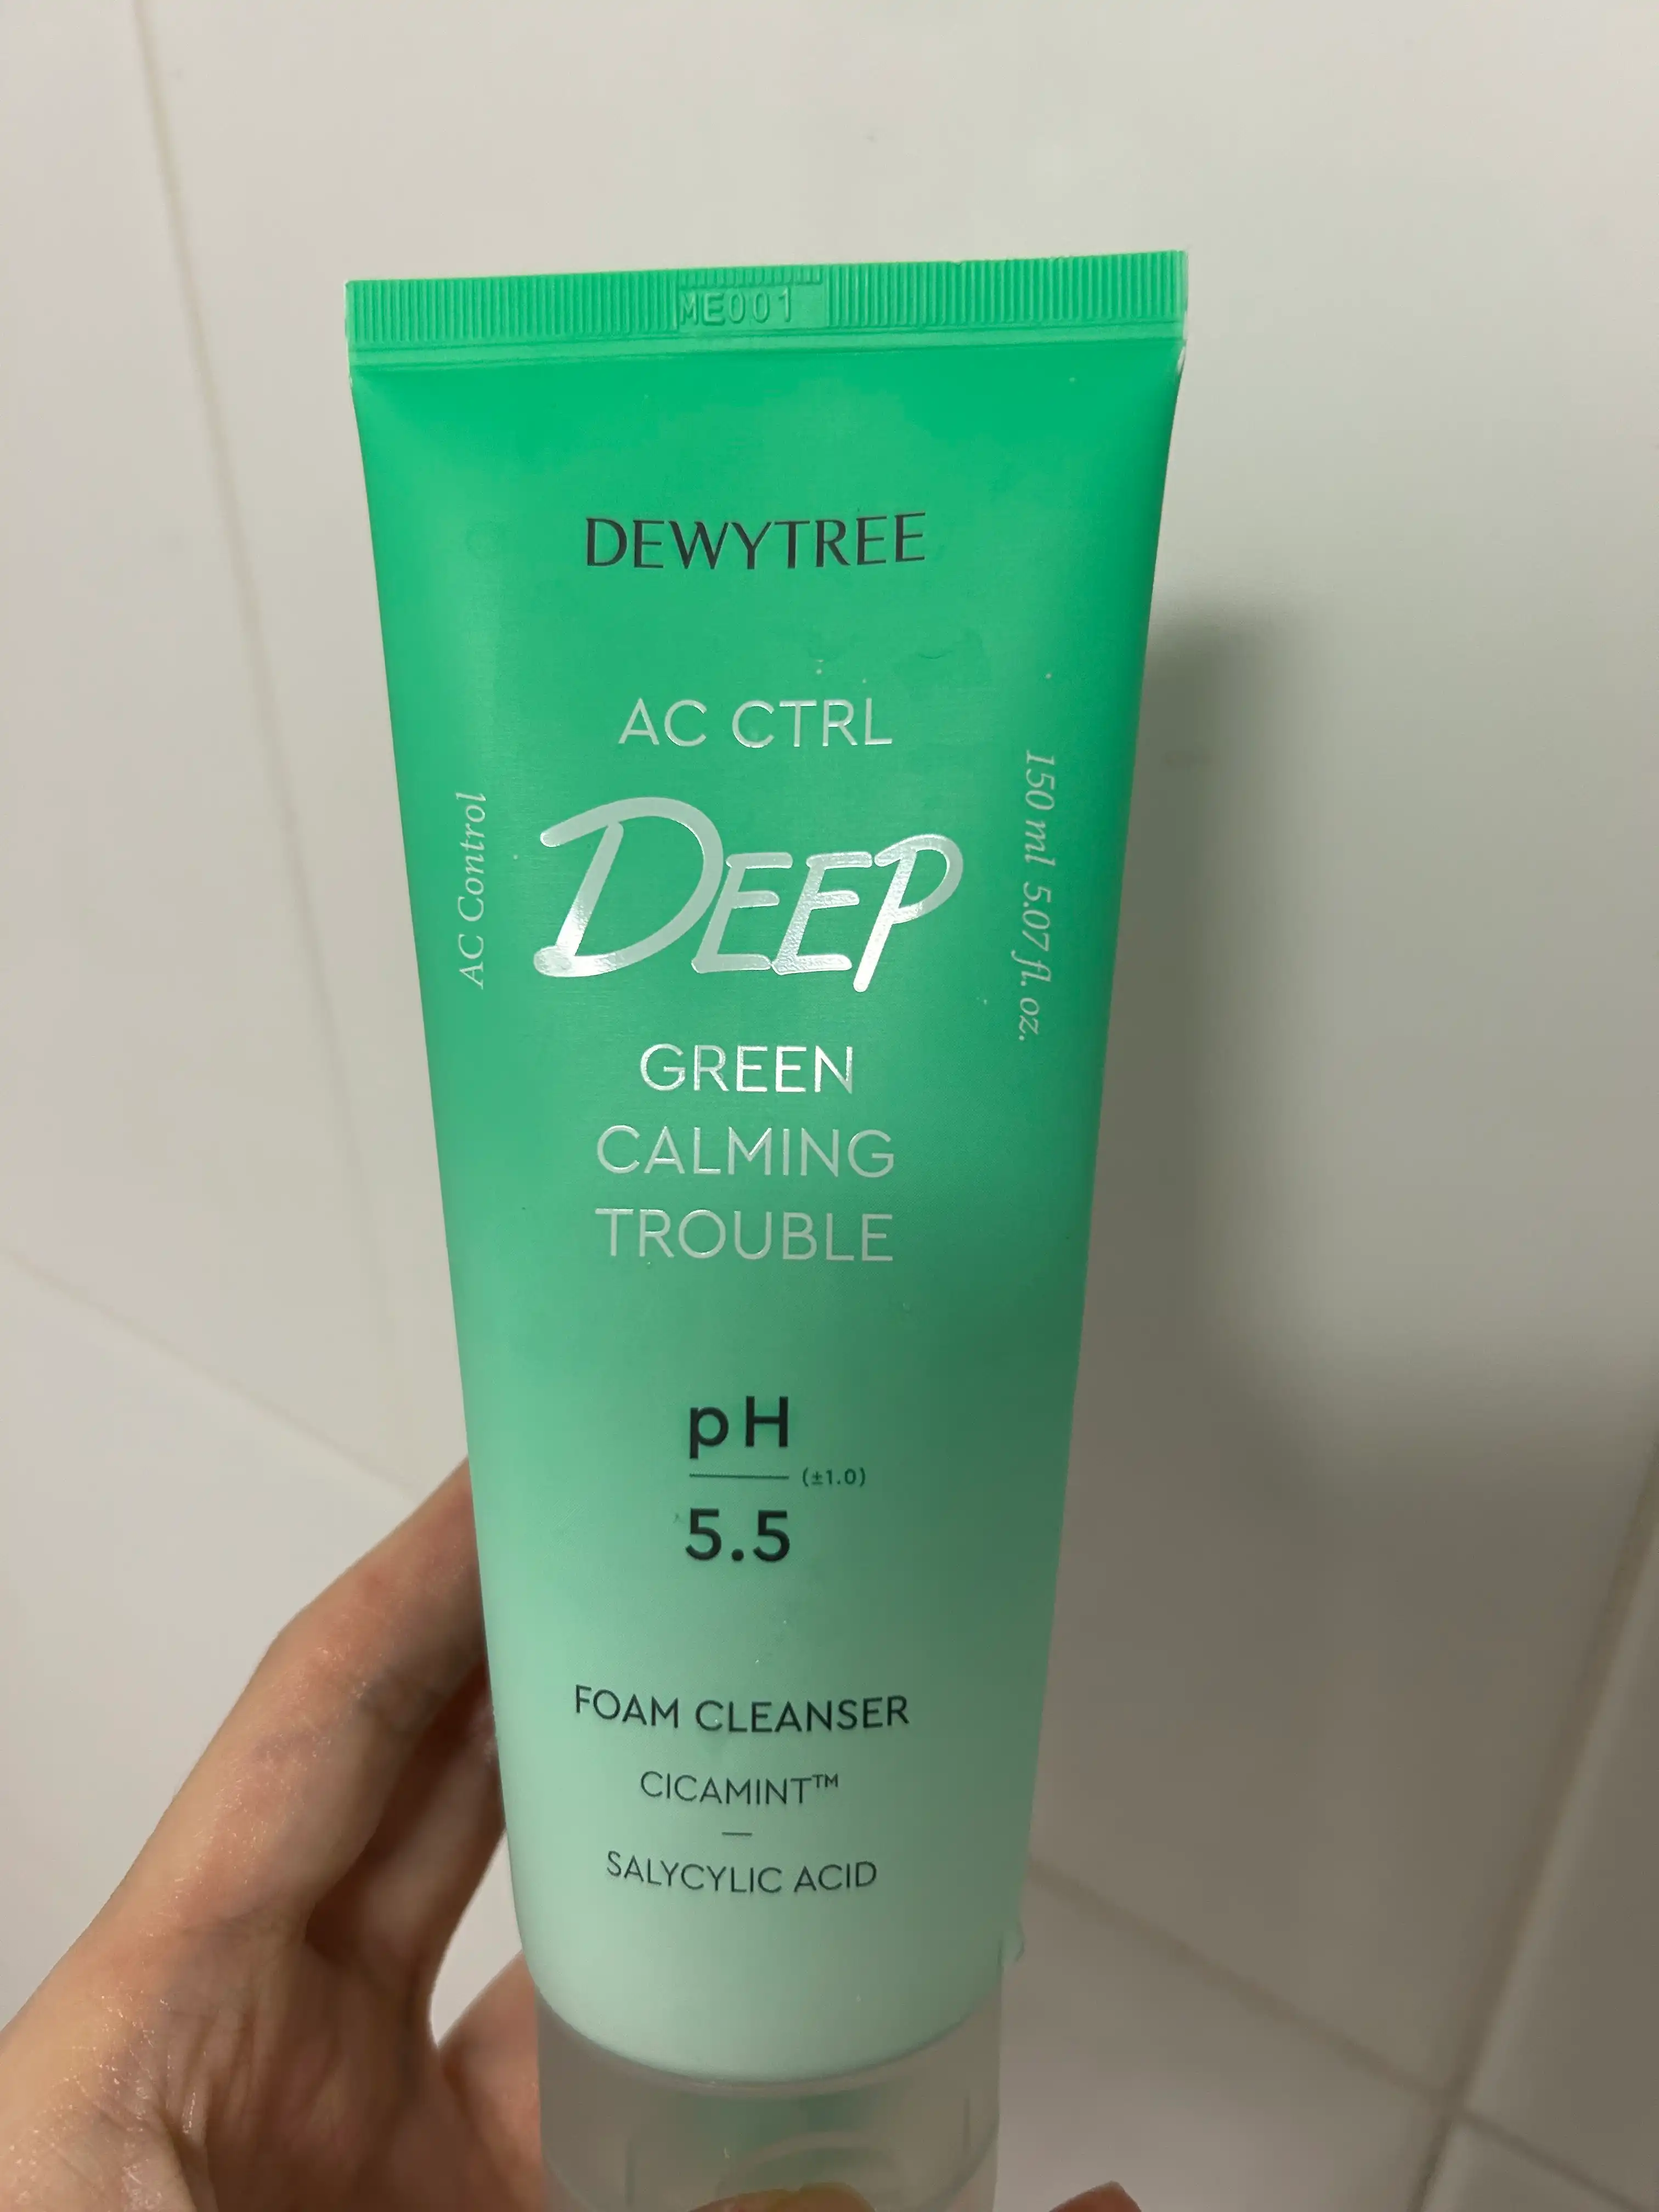 ME001
DEWYTREE
AC CTRL
DEEP
AC Control
150 ml 5.07 fl. oz.
GREEN
CALMING
TROUBLE
pH
(±1.0)
5.5
FOAM CLEANSER
CICAMINT™
SALYCYLIC ACID